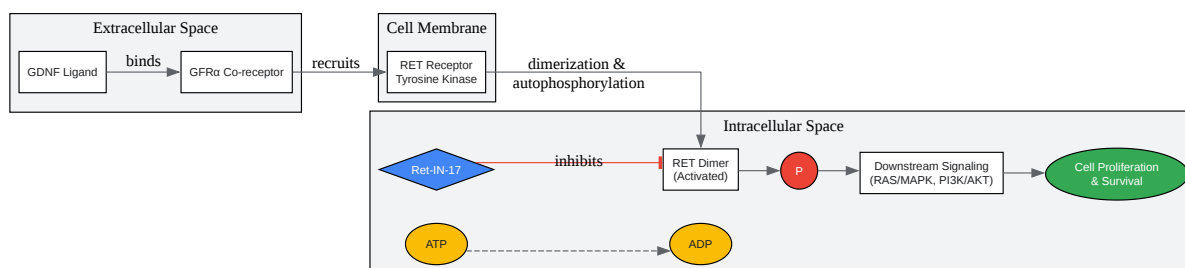 Extracellular Space
GDNF Ligand
binds
GFRα Co-receptor
recruits
Cell Membrane
RET Receptor
Tyrosine Kinase
dimerization &
autophosphorylation
Intracellular Space
Ret-IN-17
inhibits
RET Dimer
(Activated)
P
Downstream Signaling
(RAS/MAPK, PI3K/AKT)
Cell Proliferation
& Survival
ATP
ADP